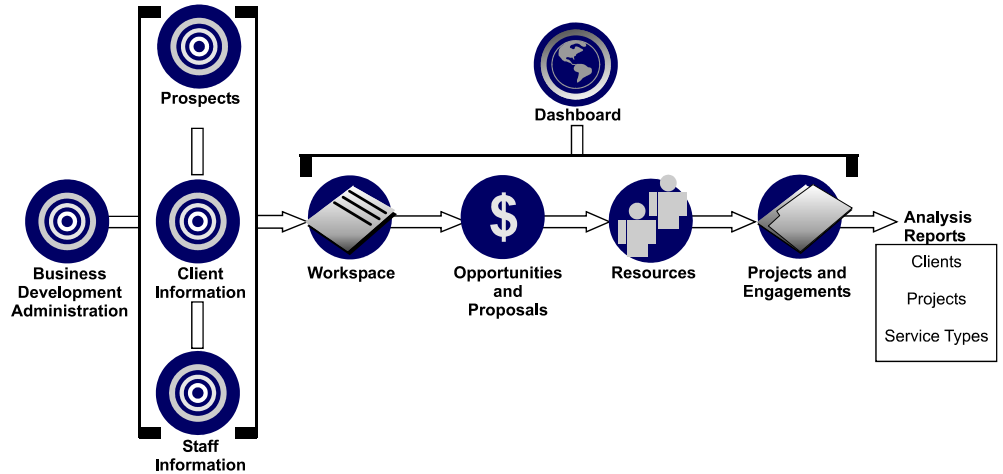 Prospects
Dashboard
Business
Development
Administration
Client
Information
Staff
Information
Workspace
$
Opportunities
and
Proposals
Resources
Projects and
Engagements
Analysis
Reports
Clients
Projects
Service Types